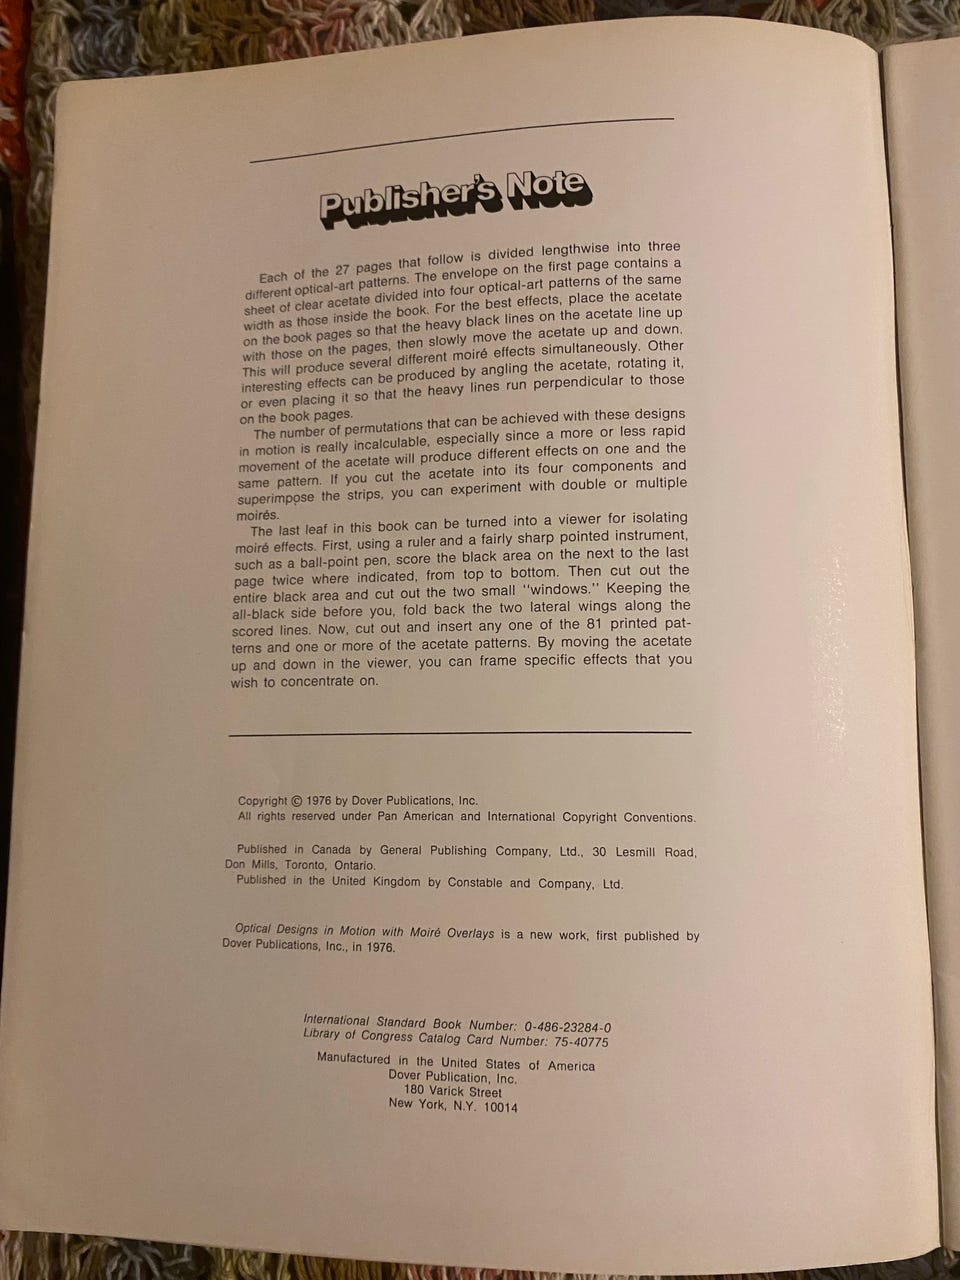 Publisher's Note
Each of the 27 pages that follow is divided lengthwise into three
different optical-art patterns. The envelope on the first page contains a
sheet of clear acetate divided into four optical-art patterns of the same
width as those inside the book. For the best effects, place the acetate
on the book pages so that the heavy black lines on the acetate line up
with those on the pages, then slowly move the acetate up and down.
This will produce several different moiré effects simultaneously. Other
interesting effects can be produced by angling the acetate, rotating it,
or even placing it so that the heavy lines run perpendicular to those
on the book pages.
The number of permutations that can be achieved with these designs
in motion is really incalculable, especially since a more or less rapid
movement of the acetate will produce different effects on one and the
same pattern. If you cut the acetate into its four components and
superimpose the strips, you can experiment with double or multiple
moirés.
The last leaf in this book can be turned into a viewer for isolating
moiré effects. First, using a ruler and a fairly sharp pointed instrument,
such as a ball-point pen, score the black area on the next to the last
page twice where indicated, from top to bottom. Then cut out the
entire black area and cut out the two small "windows." Keeping the
all-black side before you, fold back the two lateral wings along the
scored lines. Now, cut out and insert any one of the 81 printed pat-
terns and one or more of the acetate patterns. By moving the acetate
up and down in the viewer, you can frame specific effects that you
wish to concentrate on.
Copyright © 1976 by Dover Publications, Inc.
All rights reserved under Pan American and International Copyright Conventions.
Published in Canada by General Publishing Company, Ltd., 30 Lesmill Road,
Don Mills, Toronto, Ontario.
Published in the United Kingdom by Constable and Company, Ltd.
Optical Designs in Motion with Moiré Overlays is a new work, first published by
Dover Publications, Inc., in 1976.
International Standard Book Number: 0-486-23284-0
Library of Congress Catalog Card Number: 75-40775
Manufactured in the United States of America
Dover Publication, Inc.
180 Varick Street
New York, N.Y. 10014